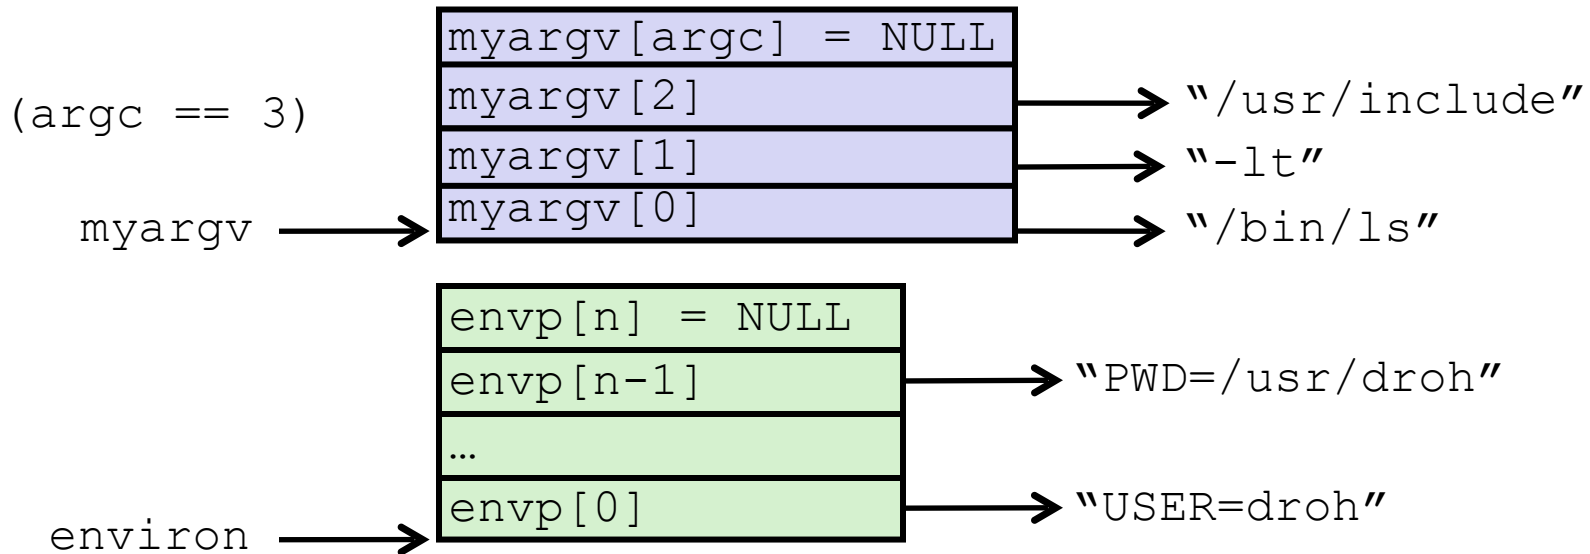 myargv[argc] = NULL
(argc == 3)
myargv[2]
“/usr/include”
myargv[1]
“-lt”
myargv
myargv[0]
“/bin/ls”
envp[n] = NULL
envp[n-1]
“PWD=/usr/droh”
…
envp[0]
“USER=droh”
environ